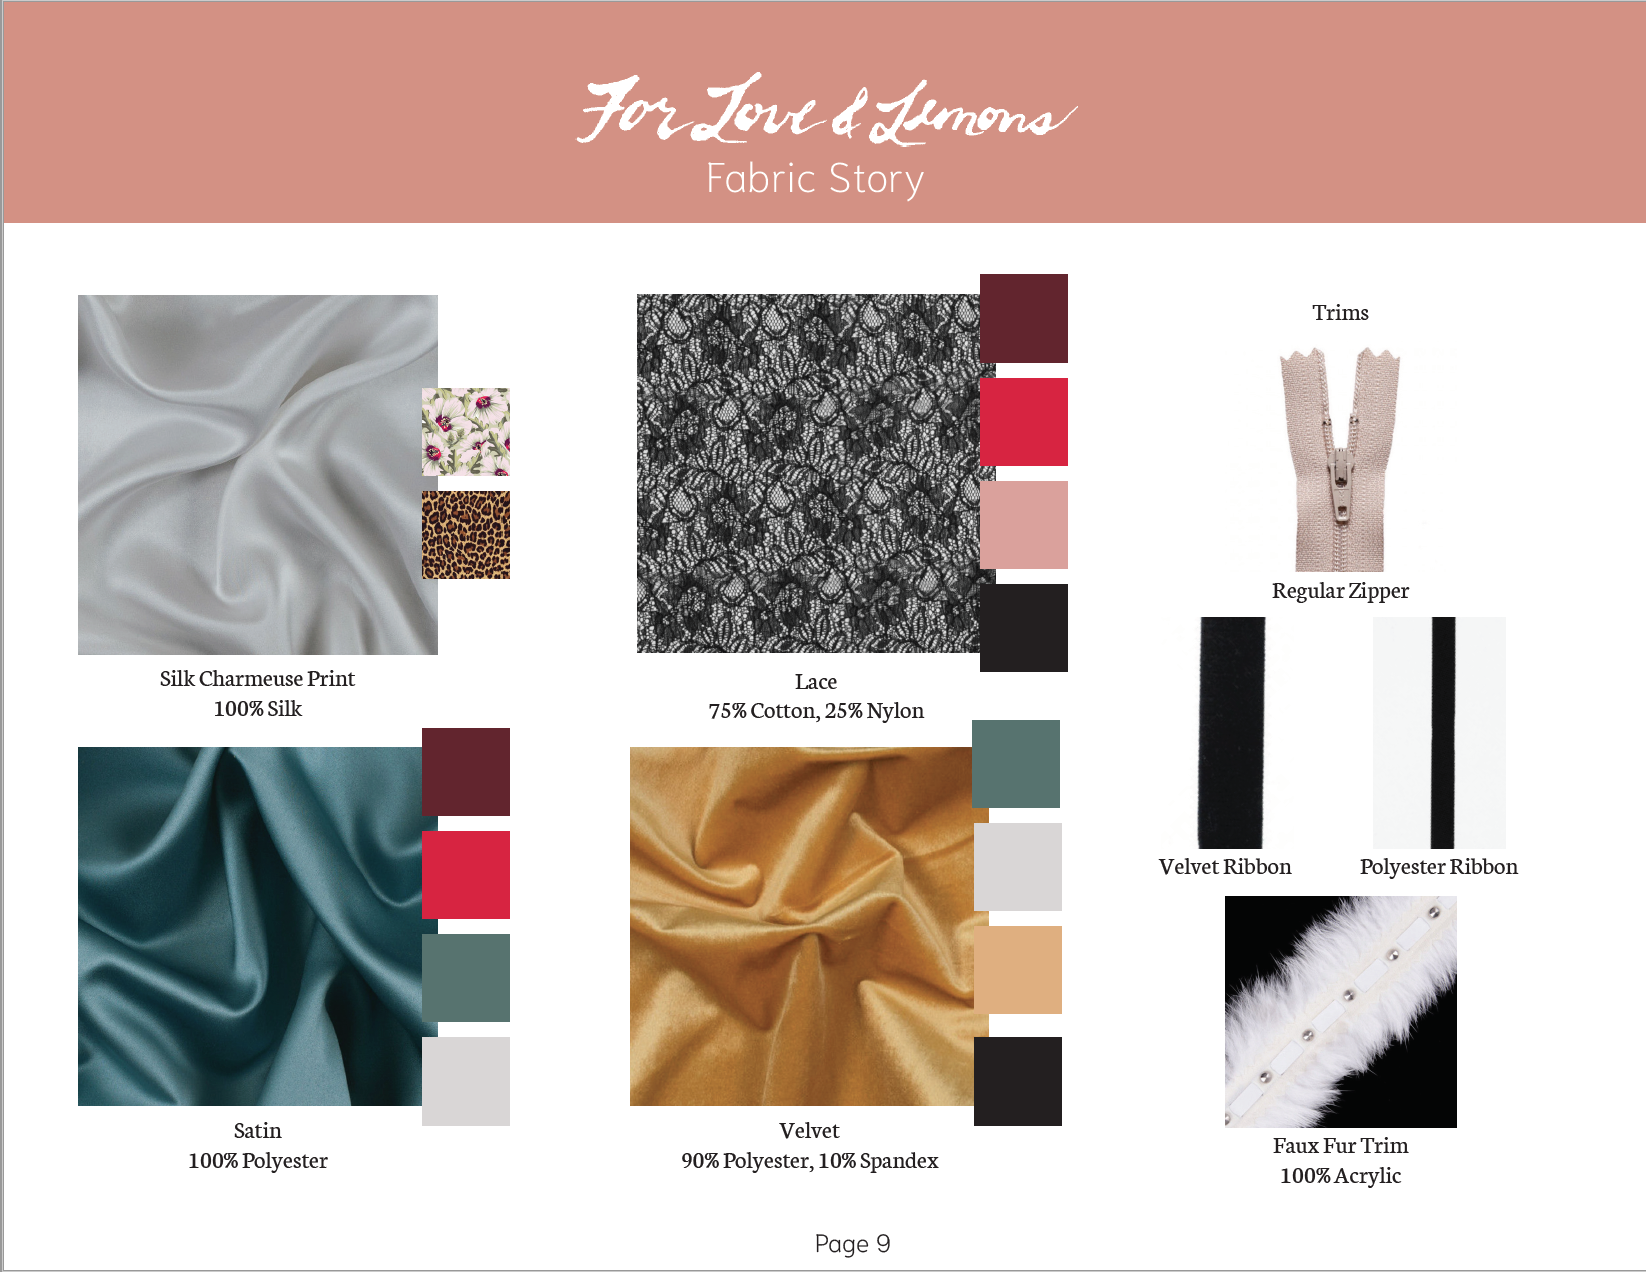 For Love & Lemons
Fabric Story
Silk Charmeuse Print
100% Silk
Lace
75% Cotton, 25% Nylon
Satin
100% Polyester
Velvet
90% Polyester, 10% Spandex
Trims
Regular Zipper
Velvet Ribbon
Polyester Ribbon
Faux Fur Trim
100% Acrylic
Page 9